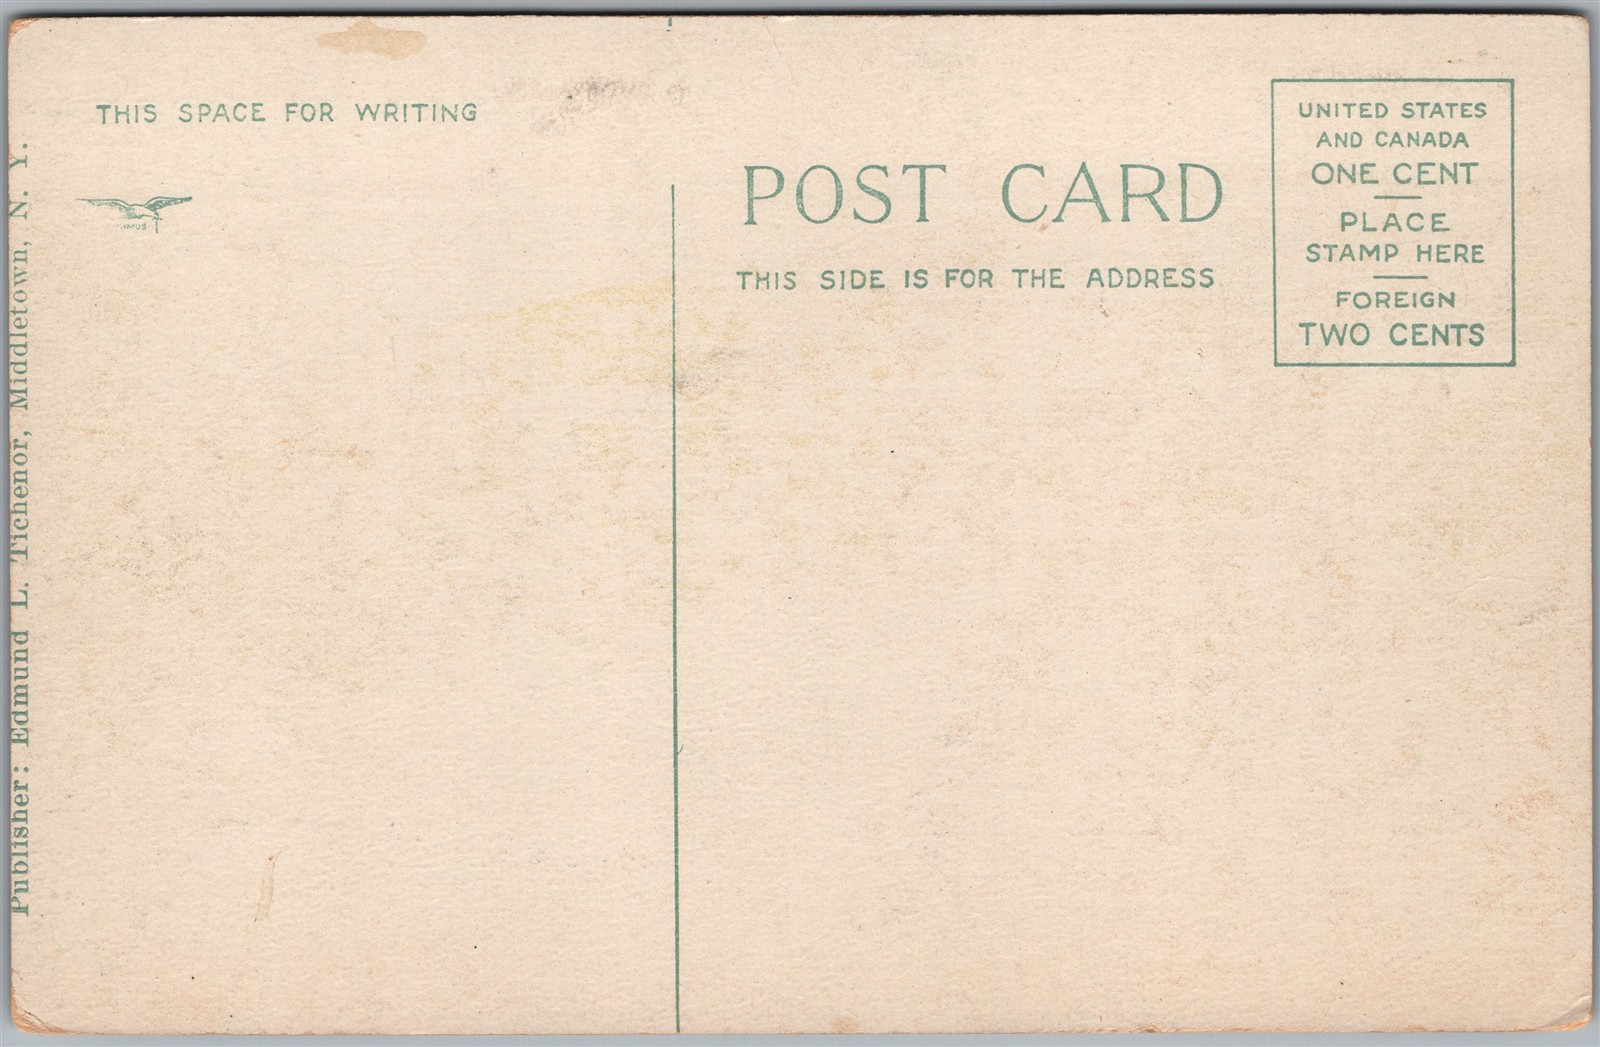 THIS SPACE FOR WRITING
POST CARD
THIS SIDE IS FOR THE ADDRESS
UNITED STATES
AND CANADA
ONE CENT
PLACE
STAMP HERE
FOREIGN
TWO CENTS
Publisher: Edmund L. Tichenor, Middletown, N. Y.